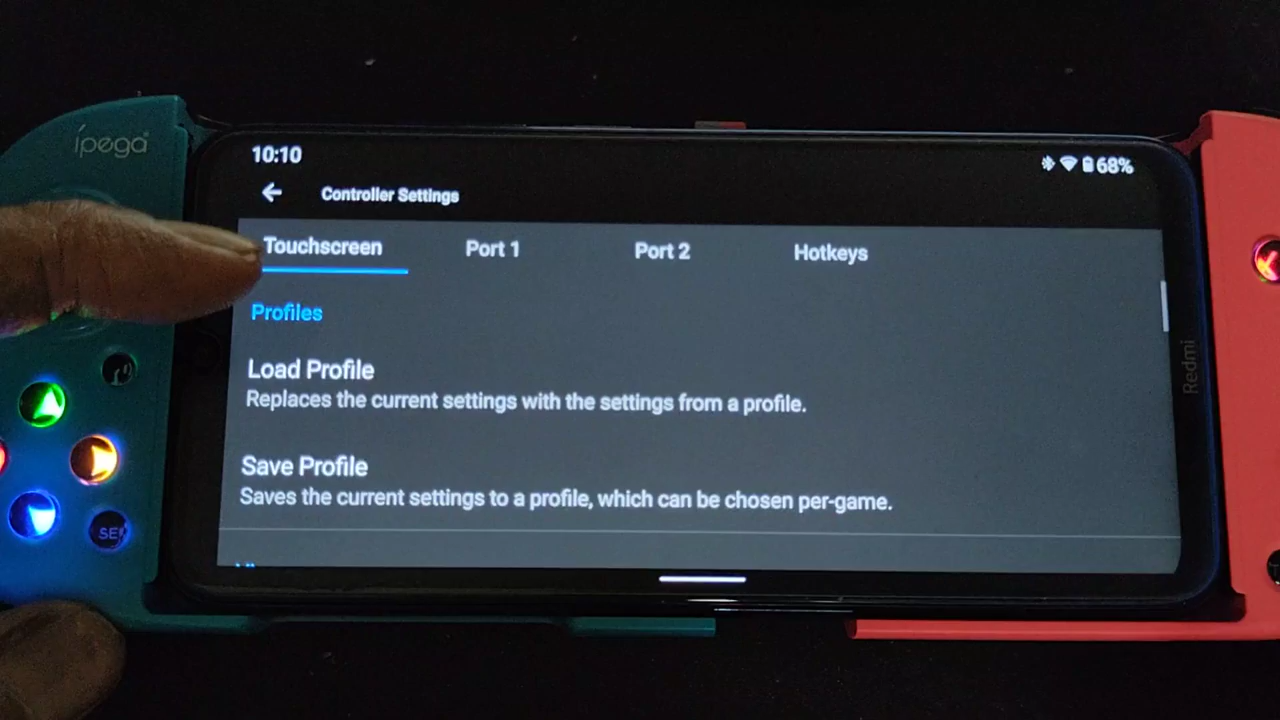 ípega
10:10
68%
Controller Settings
Touchscreen
Port 1
Port 2
Hotkeys
Profiles
Load Profile
Replaces the current settings with the settings from a profile.
Save Profile
Saves the current settings to a profile, which can be chosen per-game.
Redmi